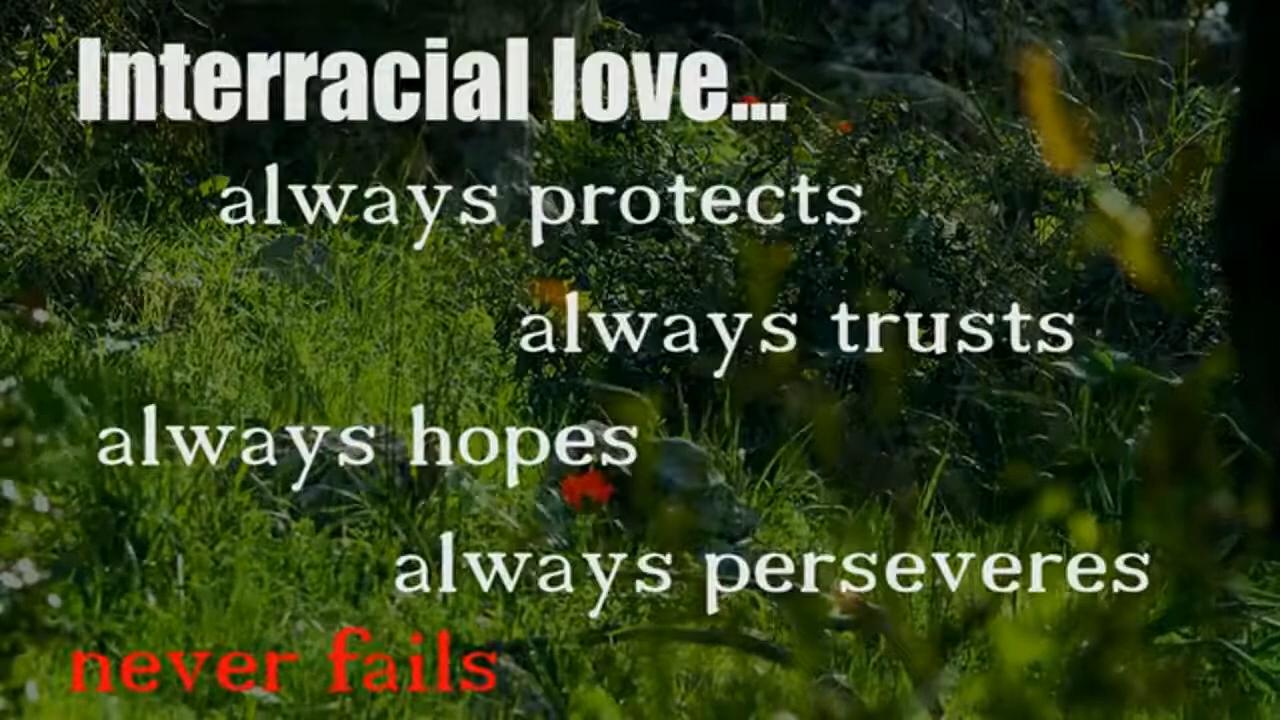 Interracial love...
always protects
always trusts
always hopes
always perseveres
never fails